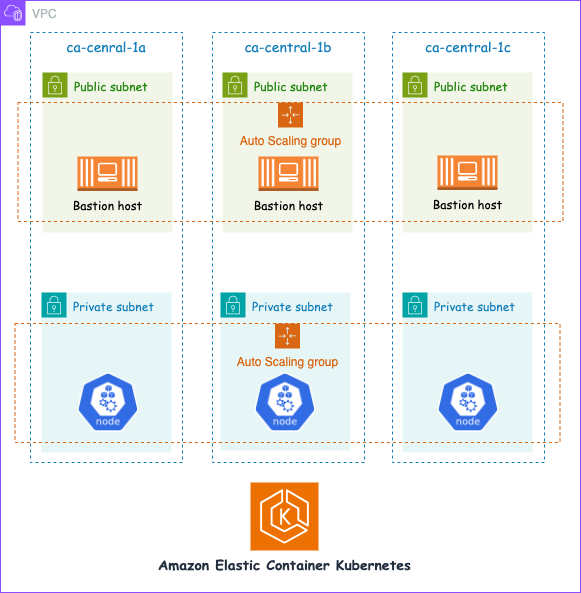 VPC
ca-cenral-1a
ca-central-1b
ca-central-1c
Public subnet
Public subnet
Public subnet
Auto Scaling group
Bastion host
Bastion host
Bastion host
Private subnet
Private subnet
Private subnet
Auto Scaling group
node
node
node
K
Amazon Elastic Container Kubernetes